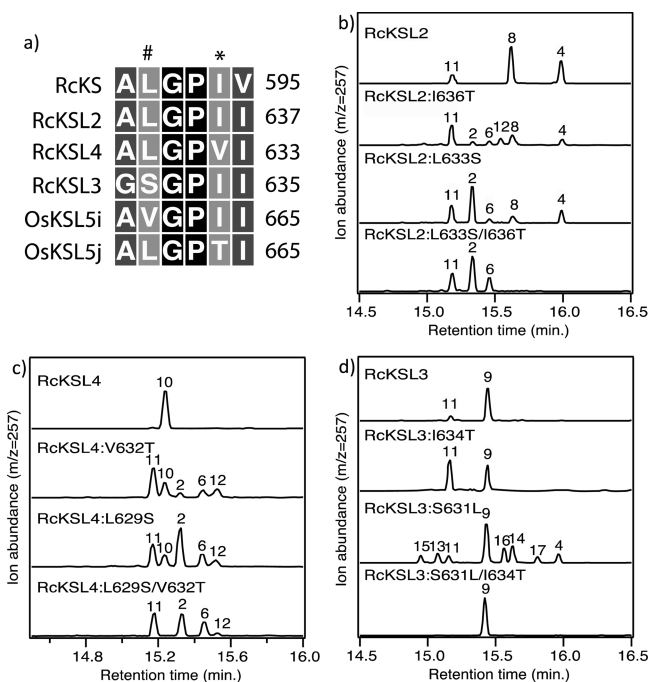 a)
# *
RcKS ALGPIV 595
RcKSL2 ALGPII 637
RcKSL4 ALGPVI 633
RcKSL3 GSGPII 635
OsKSL5i AVGPII 665
OsKSL5j ALGPTI 665
b)
Ion abundance (m/z=257)
RcKSL2
11 8 4
RcKSL2:I636T
11 2 6 12 8 4
RcKSL2:L633S
11 2 6 8 4
RcKSL2:L633S/I636T
11 2 6
14.5 15.0 15.5 16.0 16.5
Retention time (min.)
c)
Ion abundance (m/z=257)
RcKSL4
10
RcKSL4:V632T
11 10 2 6 12
RcKSL4:L629S
11 10 2 6 12
RcKSL4:L629S/V632T
11 2 6 12
14.8 15.2 15.6 16.0
Retention time (min.)
d)
Ion abundance (m/z=257)
RcKSL3
11 9
RcKSL3:I634T
11 9
RcKSL3:S631L
15 13 11 9 16 14 17 4
RcKSL3:S631L/I634T
9
14.5 15.0 15.5 16.0 16.5
Retention time (min.)